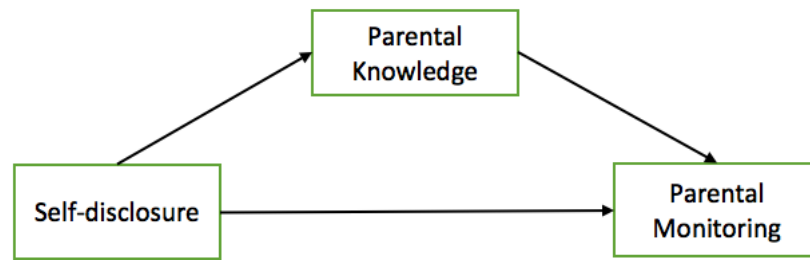 Parental
Knowledge
Self-disclosure
Parental
Monitoring